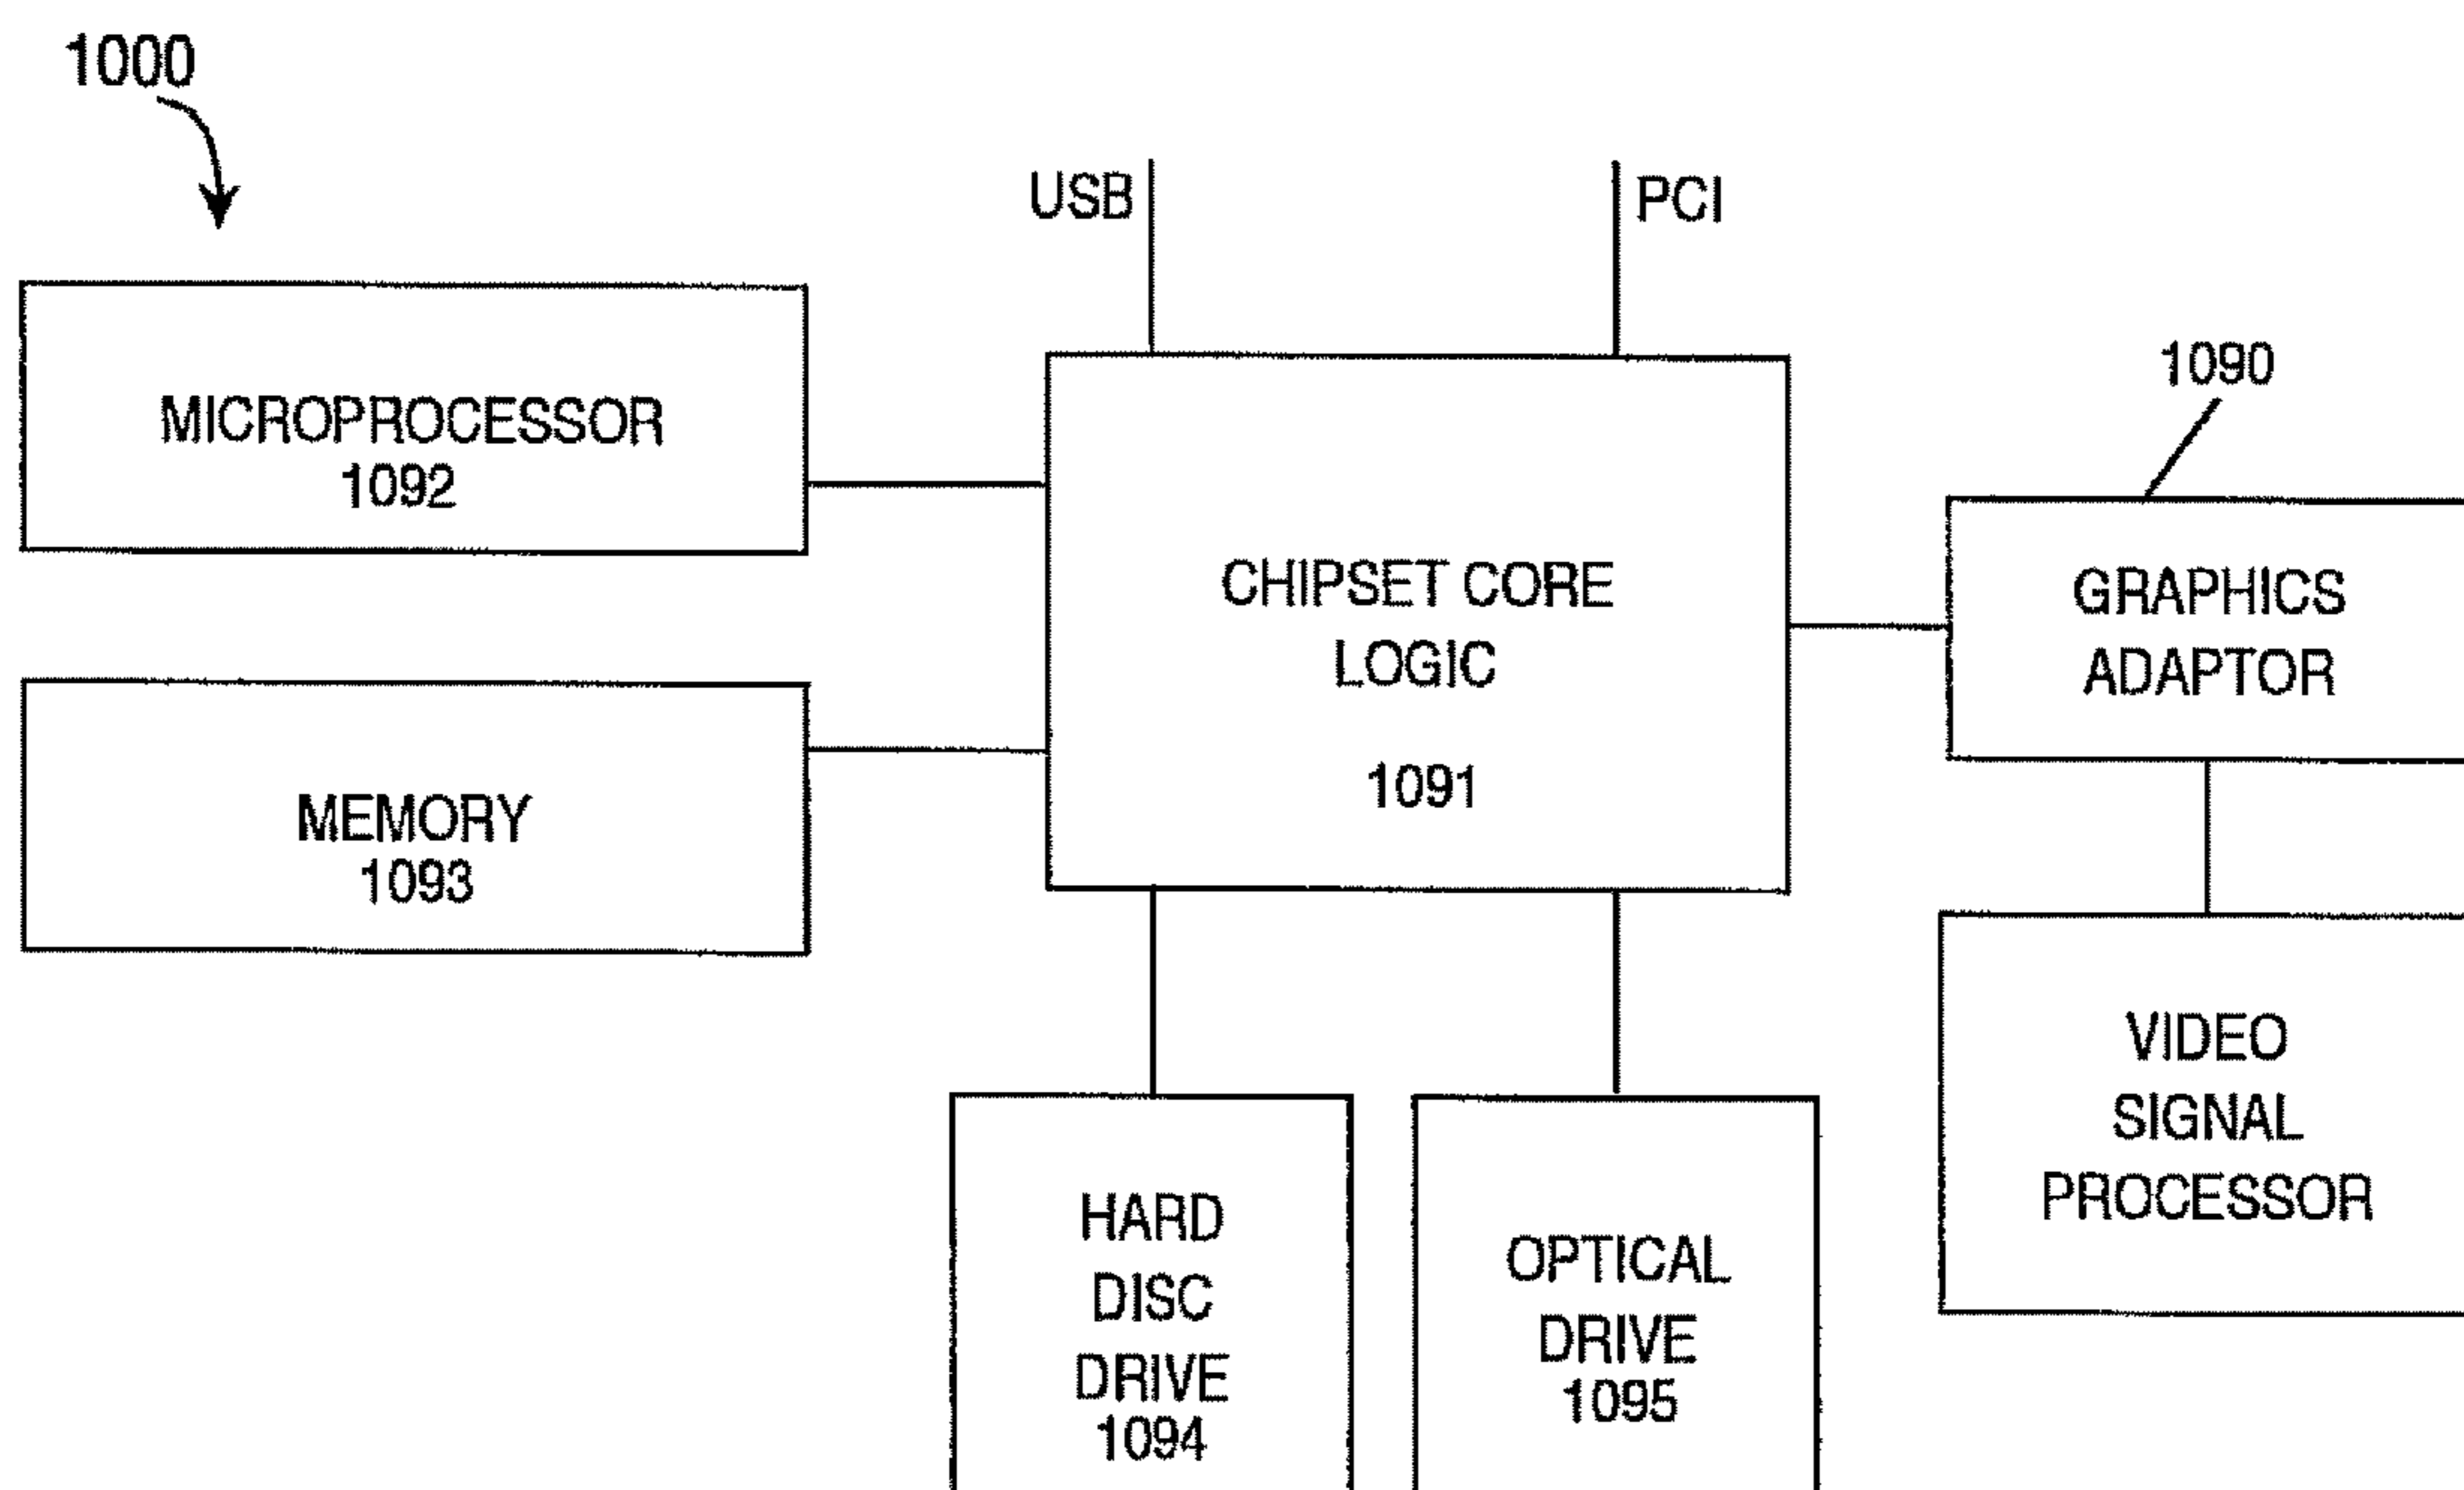 1000
USB
PCI
MICROPROCESSOR
1092
CHIPSET CORE
LOGIC
1091
1090
GRAPHICS
ADAPTOR
MEMORY
1093
VIDEO
SIGNAL
PROCESSOR
HARD
DISC
DRIVE
1094
OPTICAL
DRIVE
1095